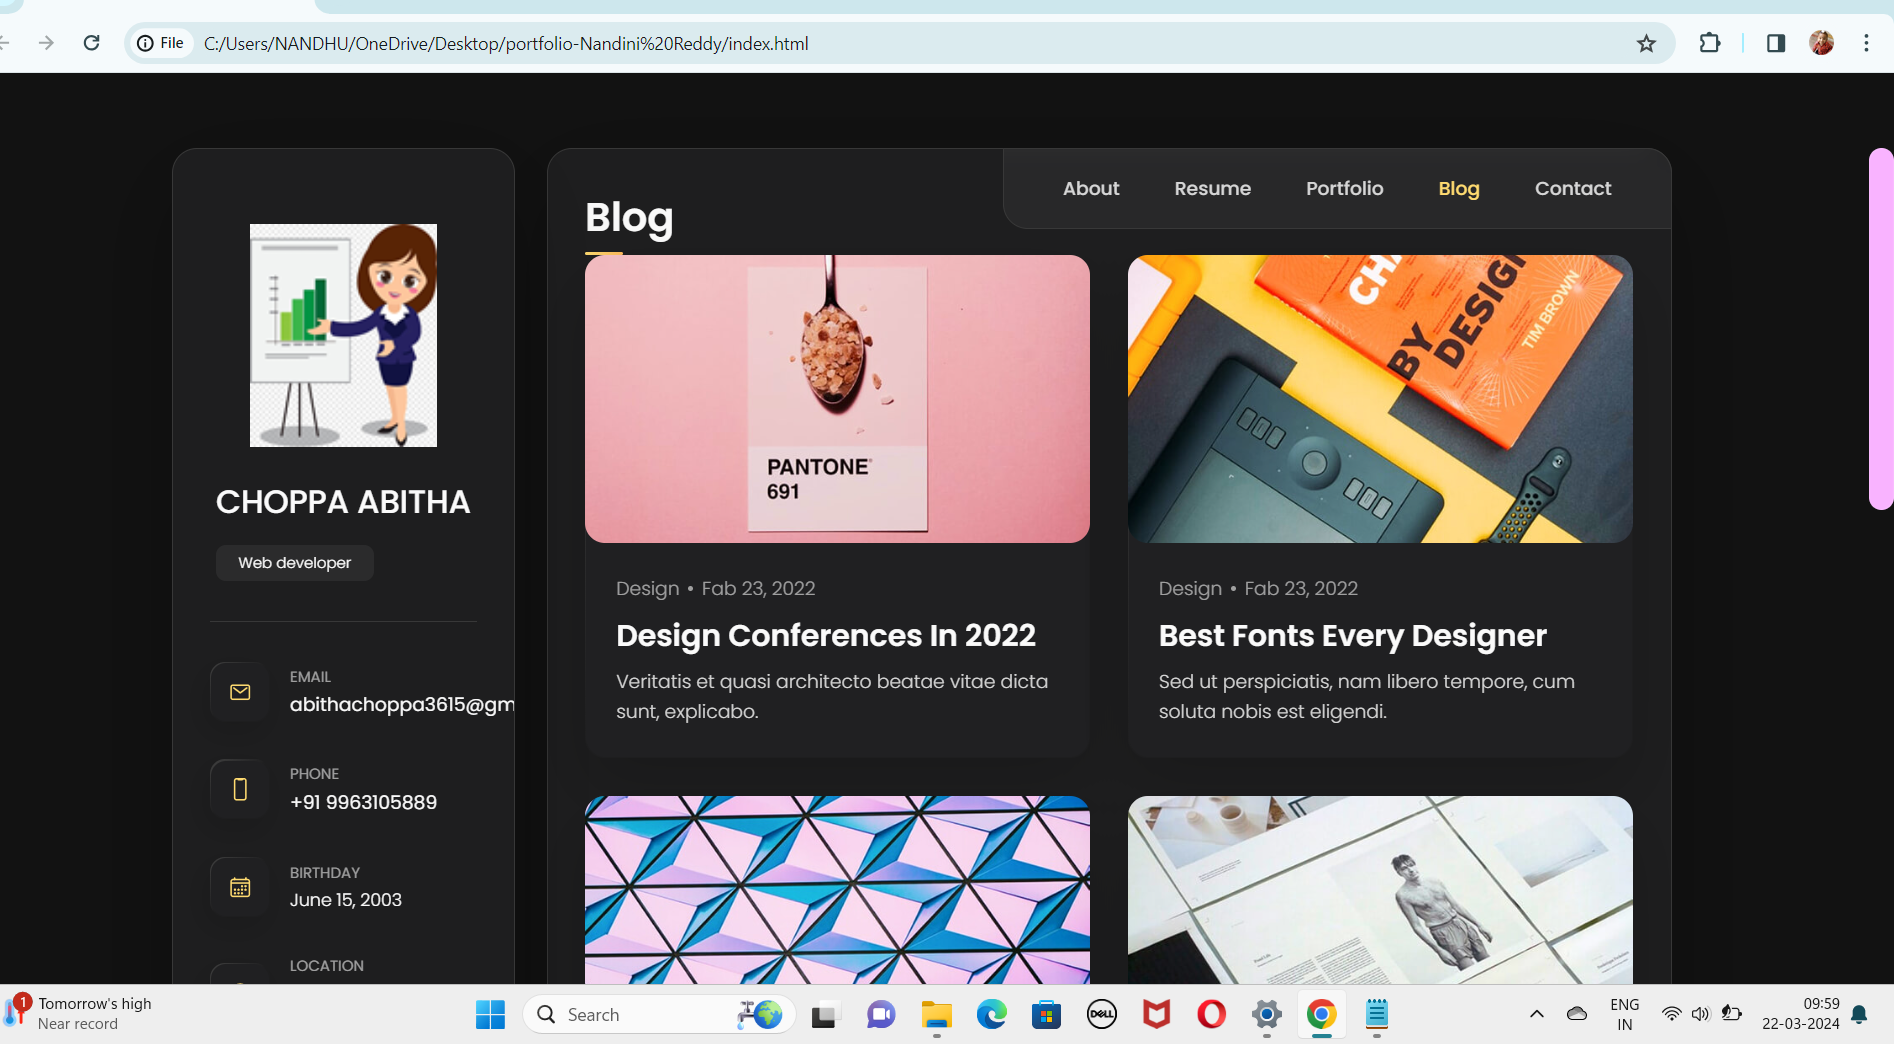 File C:/Users/NANDHU/OneDrive/Desktop/portfolio-Nandini%20Reddy/index.html
About Resume Portfolio Blog Contact
CHOPPA ABITHA
Web developer
EMAIL
abithachoppa3615@gm
PHONE
+91 9963105889
BIRTHDAY
June 15, 2003
LOCATION
Blog
PANTONE
691
Design • Fab 23, 2022
Design Conferences In 2022
Veritatis et quasi architecto beatae vitae dicta
sunt, explicabo.
CHA
BY
DESIGN
TIM BROWN
Design • Fab 23, 2022
Best Fonts Every Designer
Sed ut perspiciatis, nam libero tempore, cum
soluta nobis est eligendi.
1
Tomorrow's high
Near record
Search
DELL
ENG
IN
09:59
22-03-2024